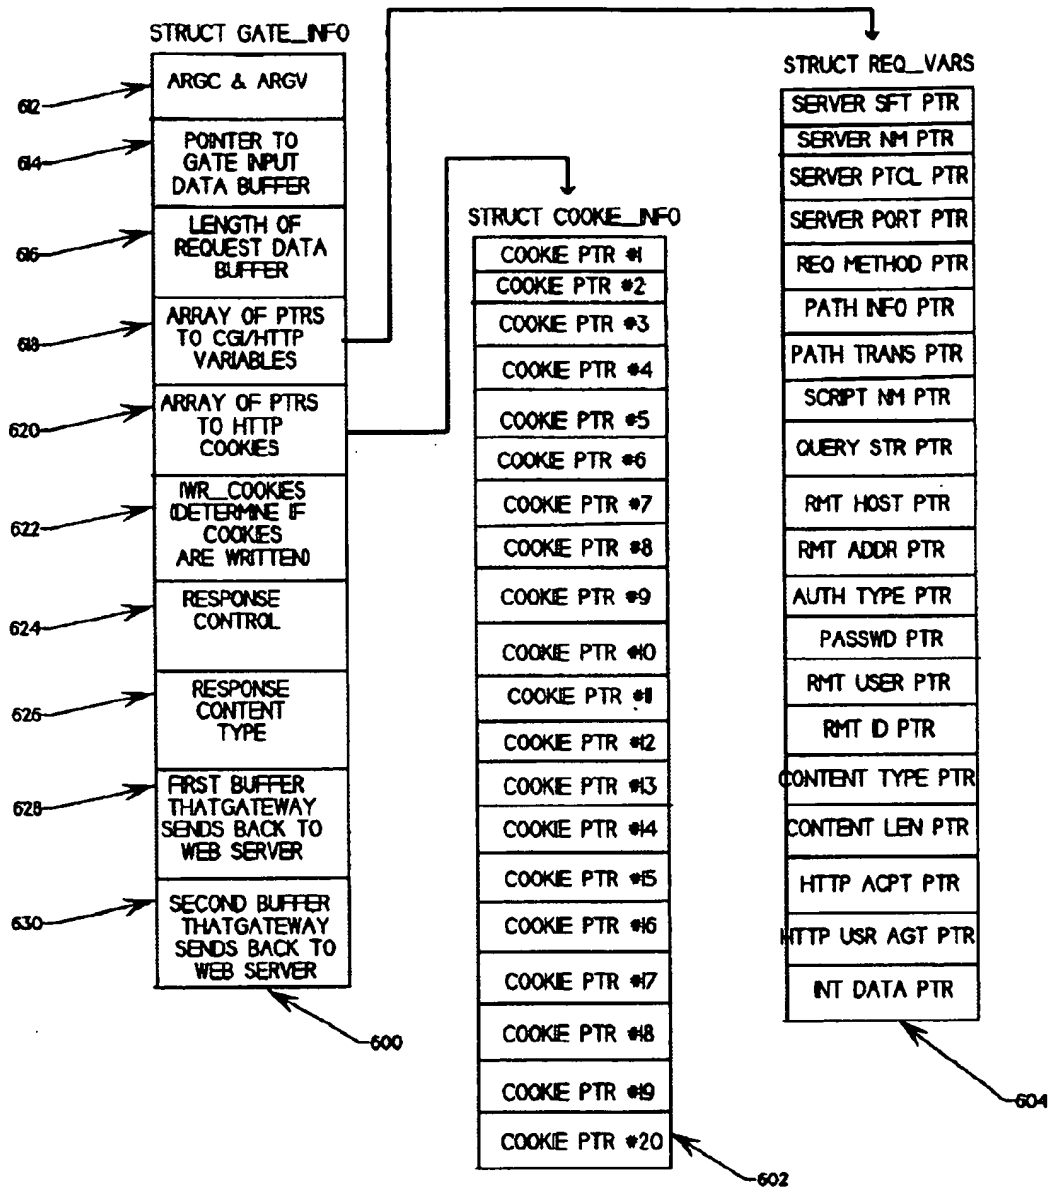 STRUCT GATE_INFO
ARGC & ARGV
POINTER TO
GATE INPUT
DATA BUFFER
LENGTH OF
REQUEST DATA
BUFFER
ARRAY OF PTRS
TO CGI/HTTP
VARIABLES
ARRAY OF PTRS
TO HTTP
COOKIES
IWR_COOKIES
(DETERMINE IF
COOKIES
ARE WRITTEN)
RESPONSE
CONTROL
RESPONSE
CONTENT
TYPE
FIRST BUFFER
THATGATEWAY
SENDS BACK TO
WEB SERVER
SECOND BUFFER
THATGATEWAY
SENDS BACK TO
WEB SERVER
612
614
616
618
620
622
624
626
628
630
600
STRUCT COOKIE_INFO
COOKIE PTR #1
COOKIE PTR #2
COOKIE PTR #3
COOKIE PTR #4
COOKIE PTR #5
COOKIE PTR #6
COOKIE PTR #7
COOKIE PTR #8
COOKIE PTR #9
COOKIE PTR #10
COOKIE PTR #11
COOKIE PTR #12
COOKIE PTR #13
COOKIE PTR #14
COOKIE PTR #15
COOKIE PTR #16
COOKIE PTR #17
COOKIE PTR #18
COOKIE PTR #19
COOKIE PTR #20
602
STRUCT REQ_VARS
SERVER SFT PTR
SERVER NM PTR
SERVER PTCL PTR
SERVER PORT PTR
REQ METHOD PTR
PATH INFO PTR
PATH TRANS PTR
SCRIPT NM PTR
QUERY STR PTR
RMT HOST PTR
RMT ADDR PTR
AUTH TYPE PTR
PASSWD PTR
RMT USER PTR
RMT ID PTR
CONTENT TYPE PTR
CONTENT LEN PTR
HTTP ACPT PTR
HTTP USR AGT PTR
INT DATA PTR
604